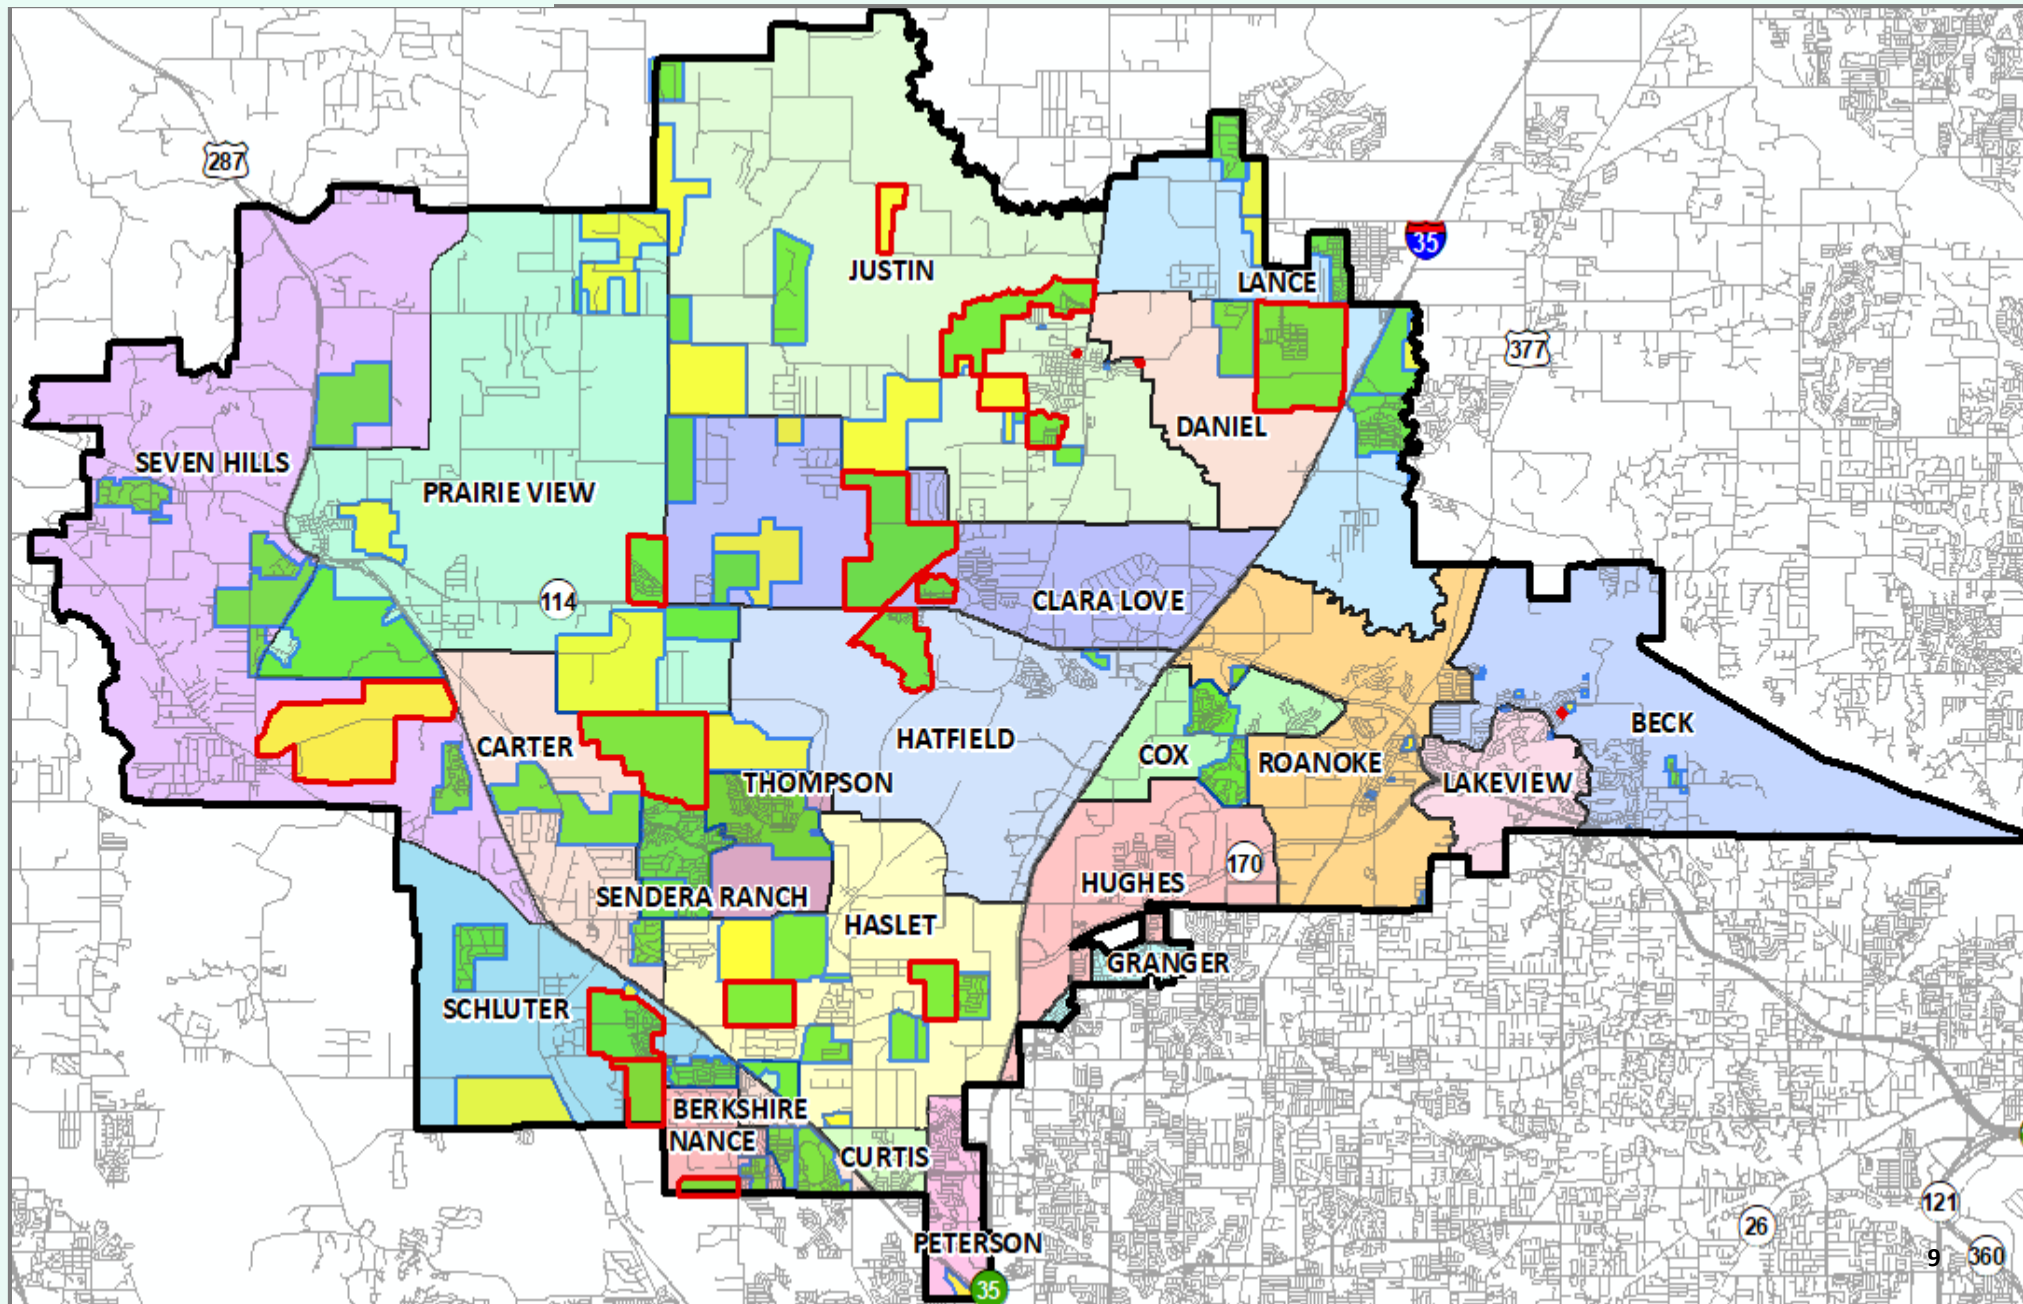 287
35
JUSTIN
LANCE
377
DANIEL
SEVEN HILLS
PRAIRIE VIEW
114
CLARA LOVE
BECK
HATFIELD
CARTER
COX
ROANOKE
THOMPSON
LAKEVIEW
170
HUGHES
SENDERA RANCH
HASLET
GRANGER
SCHLUTER
BERKSHIRE
NANCE
CURTIS
121
26
PETERSON
9
360
35